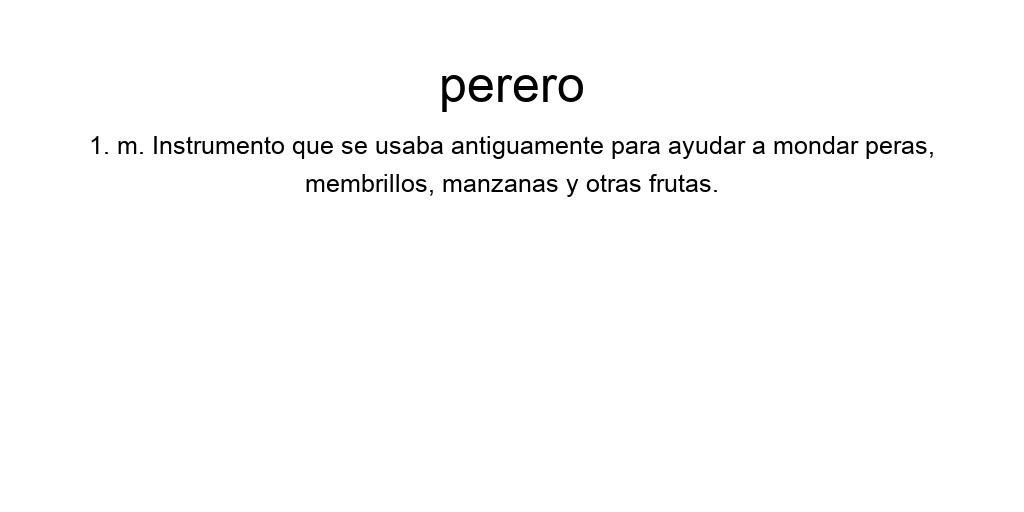 perero
1. m. Instrumento que se usaba antiguamente para ayudar a mondar peras,
membrillos, manzanas y otras frutas.